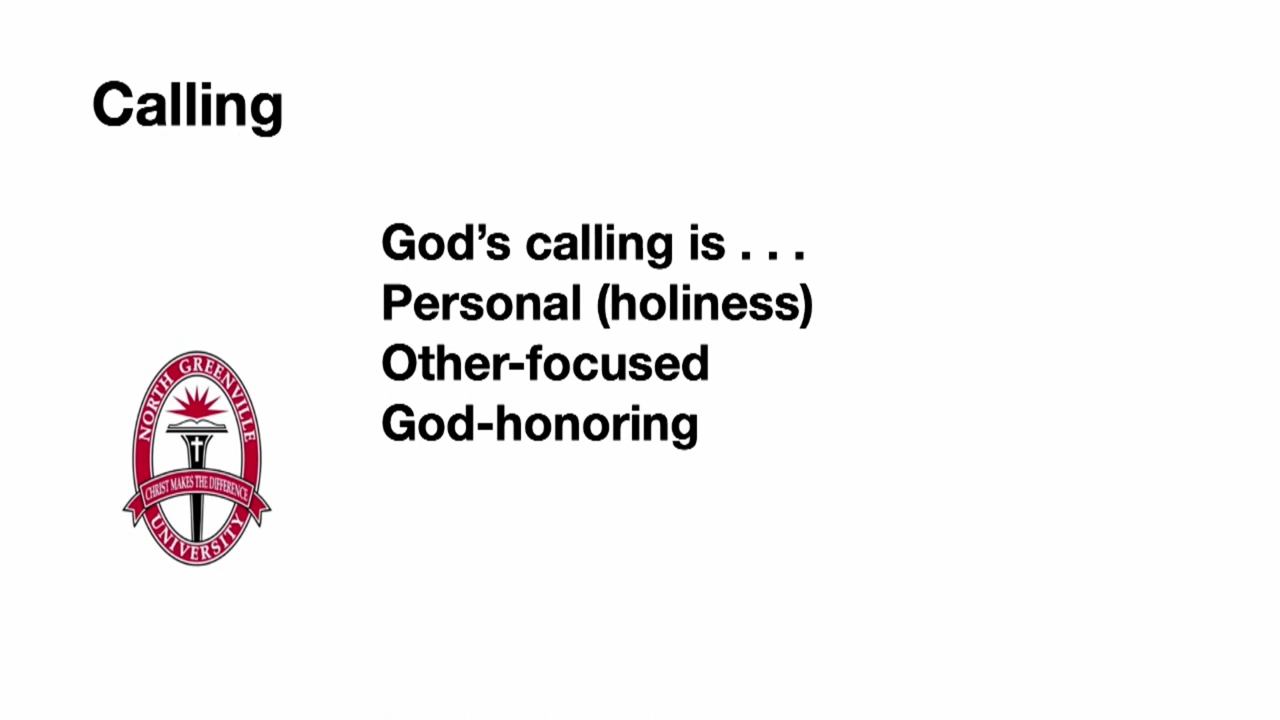 Calling
God’s calling is . . .
Personal (holiness)
Other-focused
God-honoring
NORTH GREENVILLE
CHRIST MAKES THE DIFFERENCE
UNIVERSITY